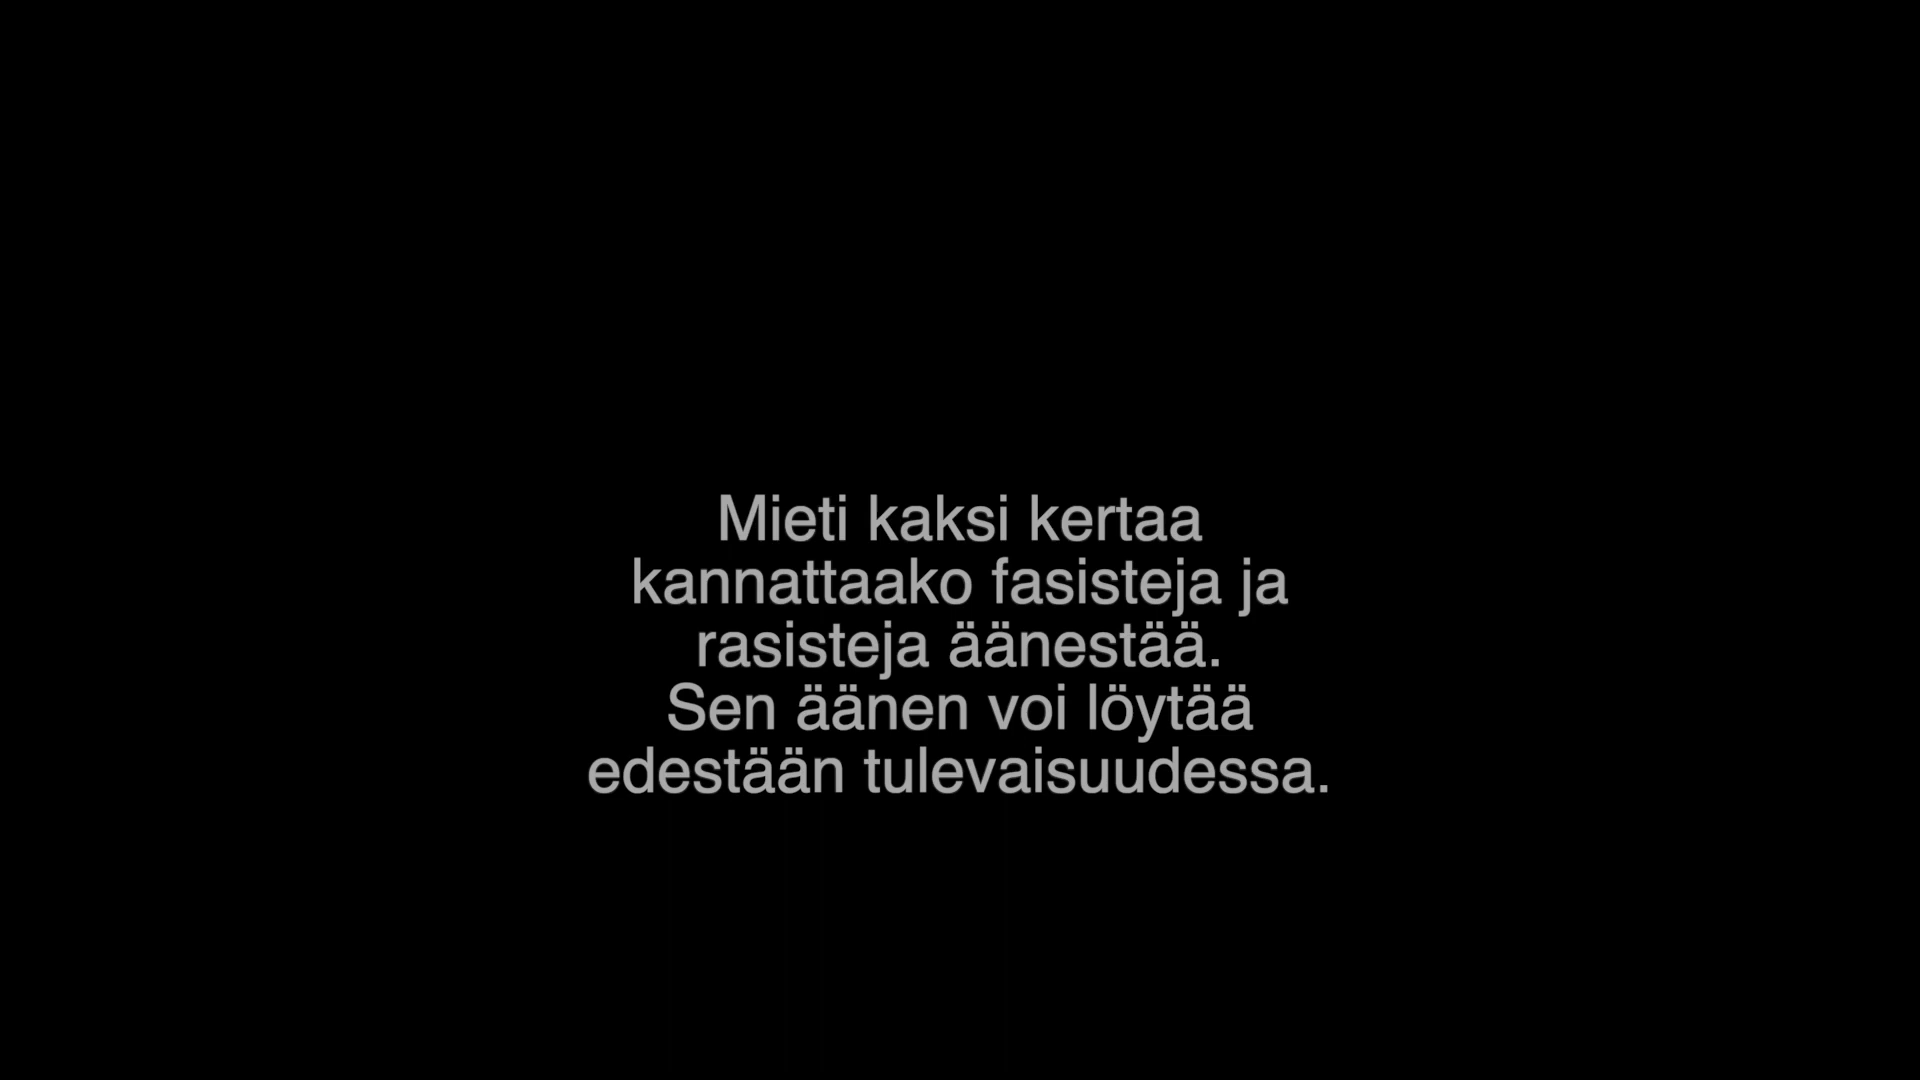 Mieti kaksi kertaa
kannattaako fasisteja ja
rasisteja äänestää.
Sen äänen voi löytää
edestään tulevaisuudessa.